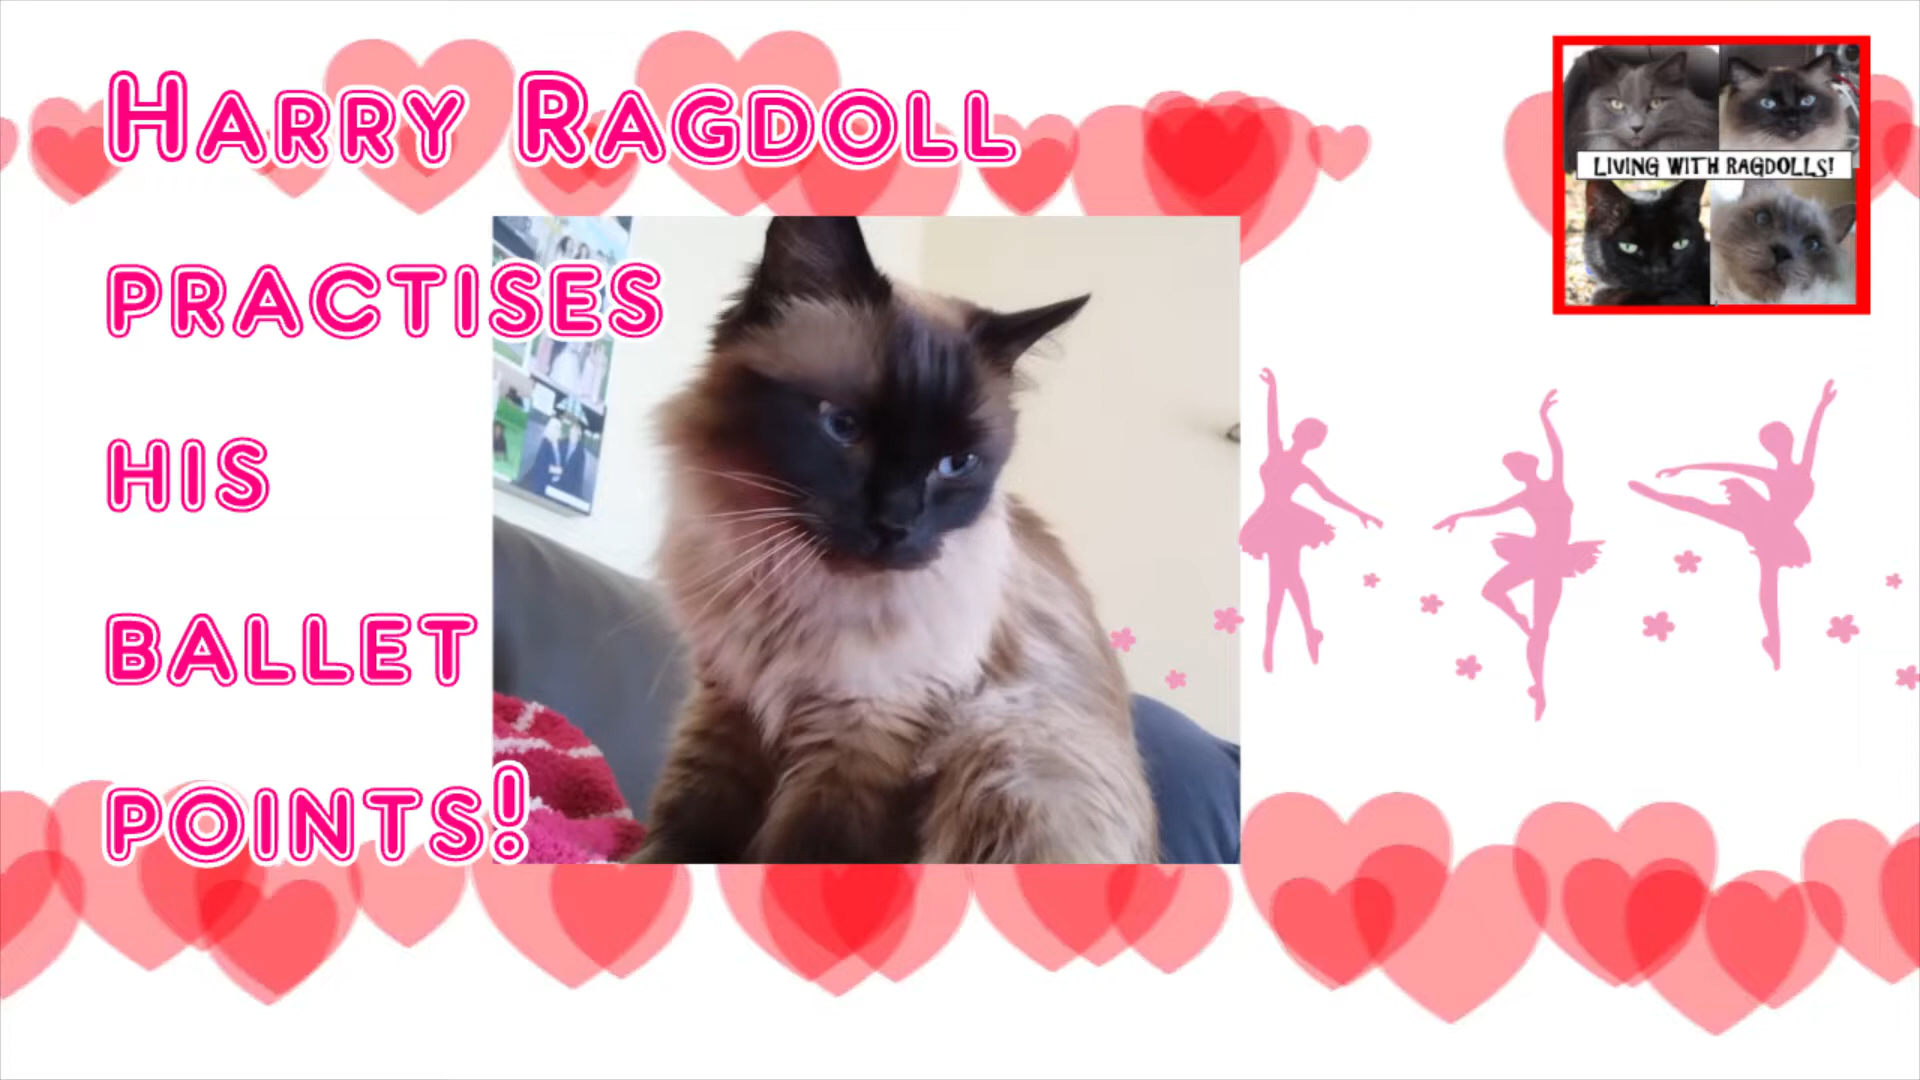 HARRY RAGDOLL
PRACTISES
HIS
BALLET
POINTS!
LIVING WITH RAGDOLLS!